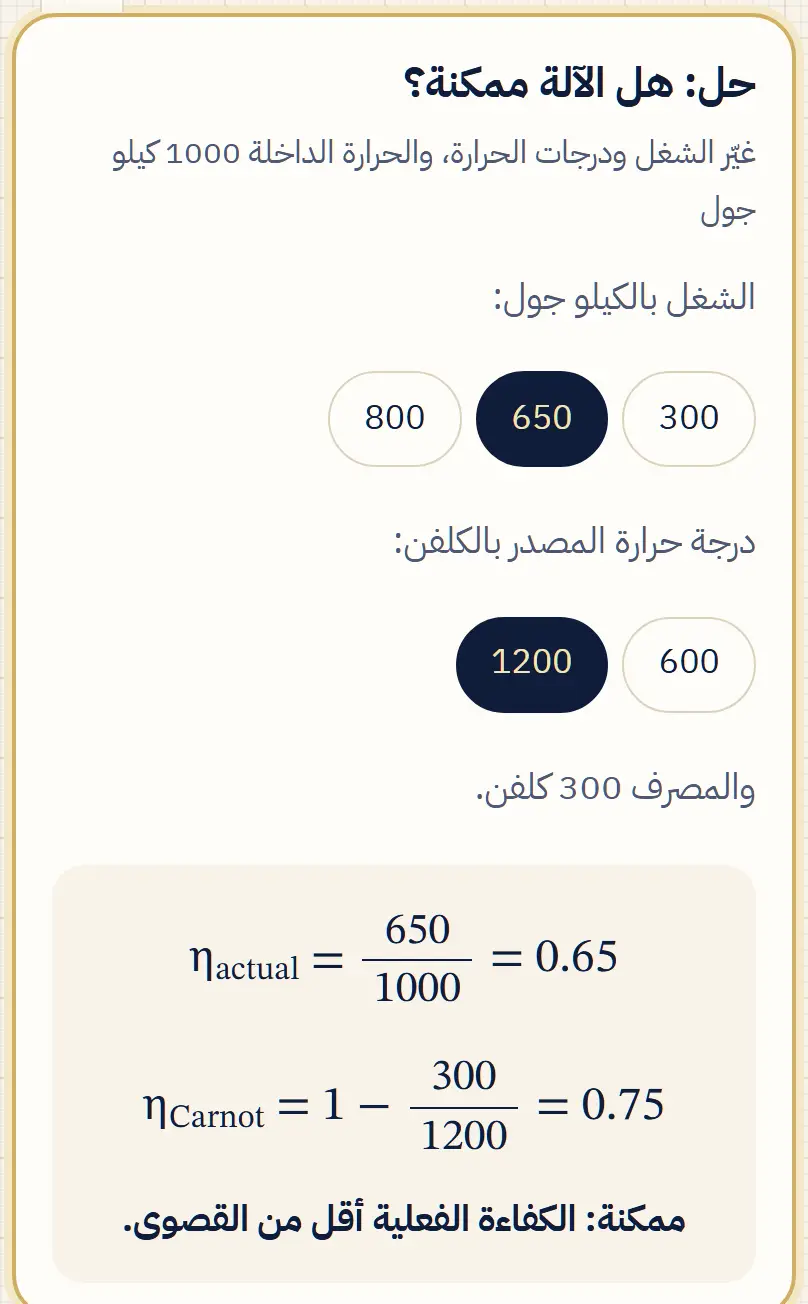 حل: هل الآلة ممكنة؟
غيّر الشغل ودرجات الحرارة، والحرارة الداخلة 1000 كيلو
جول
الشغل بالكيلو جول:
300 650 800
درجة حرارة المصدر بالكلفن:
600 1200
والمصرف 300 كلفن.
η_actual = 650/1000 = 0.65
η_Carnot = 1 − 300/1200 = 0.75
ممكنة: الكفاءة الفعلية أقل من القصوى.